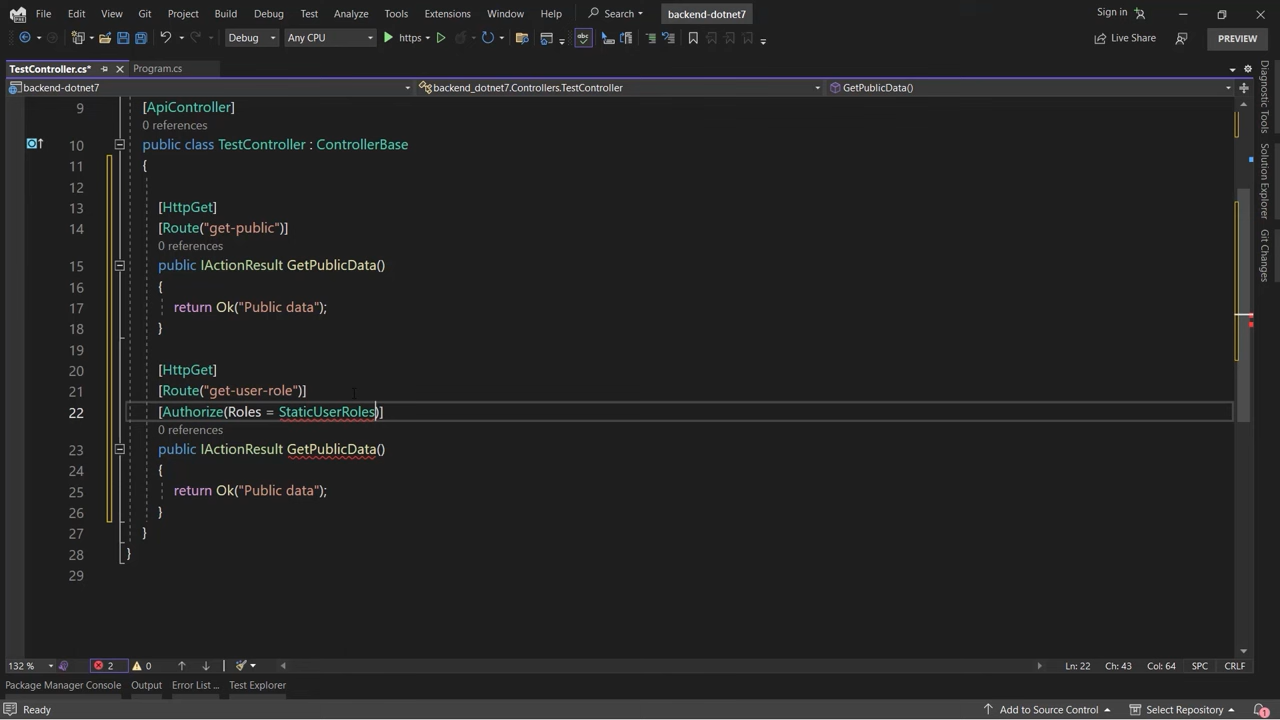 File Edit View Git Project Build Debug Test Analyze Tools Extensions Window Help Search backend-dotnet7 Sign in
Debug Any CPU https abc Live Share PREVIEW
TestController.cs* Program.cs
backend-dotnet7 backend_dotnet7.Controllers.TestController GetPublicData()
9 [ApiController]
0 references
10 public class TestController : ControllerBase
11 {
12
13 [HttpGet]
14 [Route("get-public")]
0 references
15 public IActionResult GetPublicData()
16 {
17 return Ok("Public data");
18 }
19
20 [HttpGet]
21 [Route("get-user-role")]
22 [Authorize(Roles = StaticUserRoles)]
0 references
23 public IActionResult GetPublicData()
24 {
25 return Ok("Public data");
26 }
27 }
28 }
29
Diagnostic Tools
Solution Explorer
Git Changes
132 % 2 0 Ln: 22 Ch: 43 Col: 64 SPC CRLF
Package Manager Console Output Error List ... Test Explorer
Ready Add to Source Control Select Repository 1